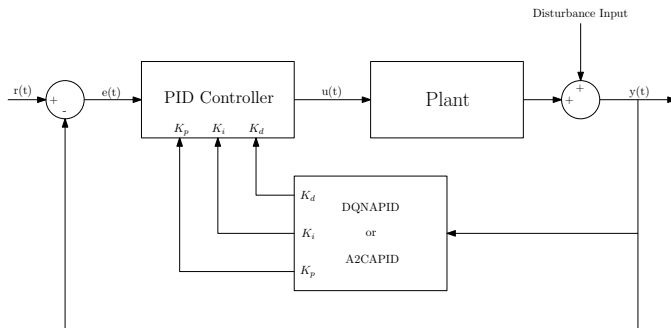 Disturbance Input
r(t)
+
-
e(t)
PID Controller
K_p K_i K_d
u(t)
Plant
+
+
y(t)
K_d
K_i
K_p
DQNAPID
or
A2CAPID